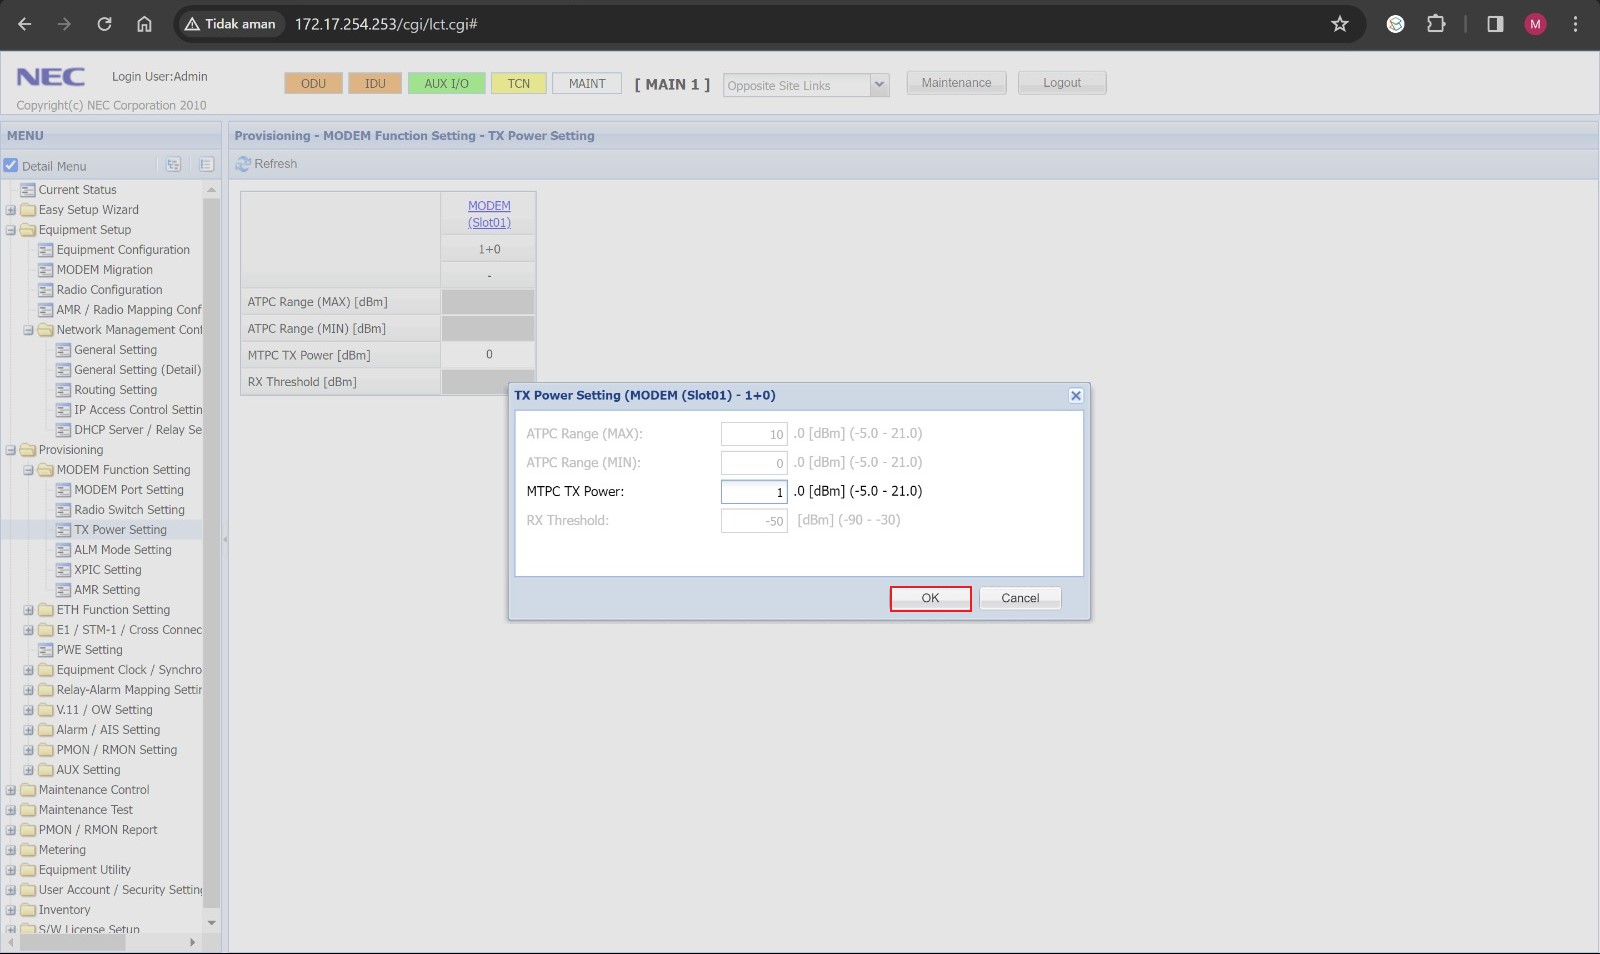 Tidak aman 172.17.254.253/cgi/lct.cgi# M
NEC Login User:Admin
Copyright(c) NEC Corporation 2010
ODU IDU AUX I/O TCN MAINT [ MAIN 1 ] Opposite Site Links Maintenance Logout
MENU
Detail Menu
Current Status
Easy Setup Wizard
Equipment Setup
Equipment Configuration
MODEM Migration
Radio Configuration
AMR / Radio Mapping Conf
Network Management Conf
General Setting
General Setting (Detail)
Routing Setting
IP Access Control Settin
DHCP Server / Relay Se
Provisioning
MODEM Function Setting
MODEM Port Setting
Radio Switch Setting
TX Power Setting
ALM Mode Setting
XPIC Setting
AMR Setting
ETH Function Setting
E1 / STM-1 / Cross Connec
PWE Setting
Equipment Clock / Synchro
Relay-Alarm Mapping Settir
V.11 / OW Setting
Alarm / AIS Setting
PMON / RMON Setting
AUX Setting
Maintenance Control
Maintenance Test
PMON / RMON Report
Metering
Equipment Utility
User Account / Security Setting
Inventory
S/W License Setup
Provisioning - MODEM Function Setting - TX Power Setting
Refresh
MODEM
(Slot01)
1+0
-
ATPC Range (MAX) [dBm]
ATPC Range (MIN) [dBm]
MTPC TX Power [dBm] 0
RX Threshold [dBm]
TX Power Setting (MODEM (Slot01) - 1+0)
ATPC Range (MAX): 10 .0 [dBm] (-5.0 - 21.0)
ATPC Range (MIN): 0 .0 [dBm] (-5.0 - 21.0)
MTPC TX Power: 1 .0 [dBm] (-5.0 - 21.0)
RX Threshold: -50 [dBm] (-90 - -30)
OK Cancel